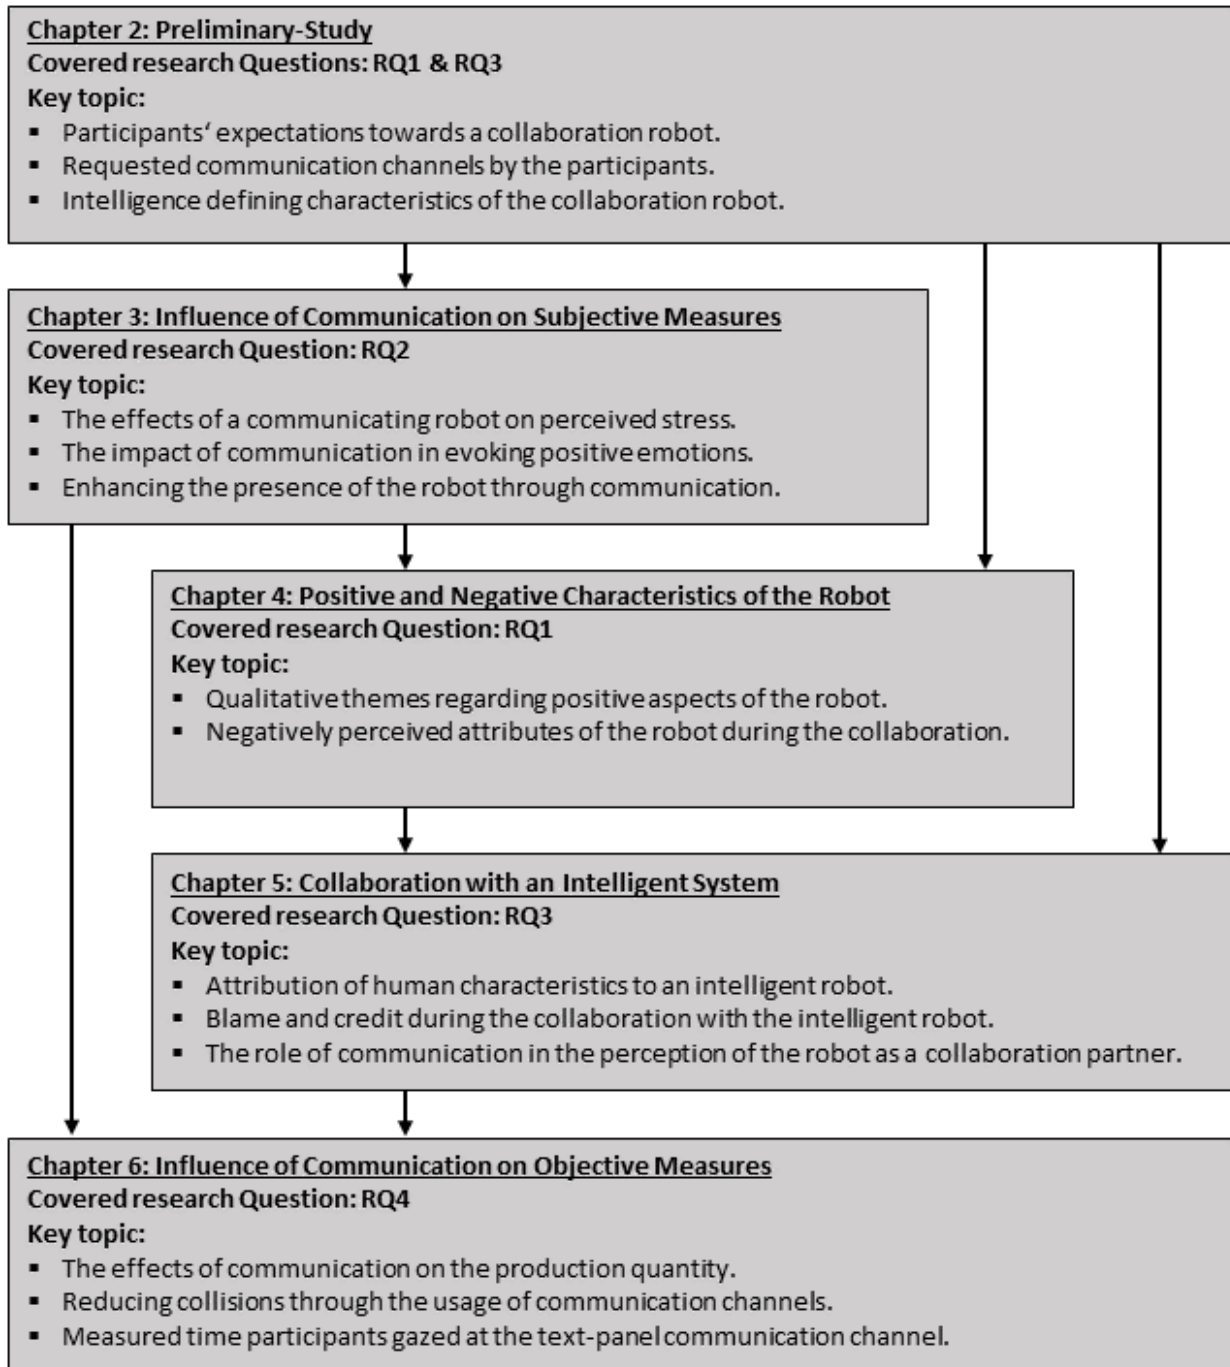 Chapter 2: Preliminary-Study
Covered research Questions: RQ1 & RQ3
Key topic:
▪ Participants‘ expectations towards a collaboration robot.
▪ Requested communication channels by the participants.
▪ Intelligence defining characteristics of the collaboration robot.
Chapter 3: Influence of Communication on Subjective Measures
Covered research Question: RQ2
Key topic:
▪ The effects of a communicating robot on perceived stress.
▪ The impact of communication in evoking positive emotions.
▪ Enhancing the presence of the robot through communication.
Chapter 4: Positive and Negative Characteristics of the Robot
Covered research Question: RQ1
Key topic:
▪ Qualitative themes regarding positive aspects of the robot.
▪ Negatively perceived attributes of the robot during the collaboration.
Chapter 5: Collaboration with an Intelligent System
Covered research Question: RQ3
Key topic:
▪ Attribution of human characteristics to an intelligent robot.
▪ Blame and credit during the collaboration with the intelligent robot.
▪ The role of communication in the perception of the robot as a collaboration partner.
Chapter 6: Influence of Communication on Objective Measures
Covered research Question: RQ4
Key topic:
▪ The effects of communication on the production quantity.
▪ Reducing collisions through the usage of communication channels.
▪ Measured time participants gazed at the text-panel communication channel.